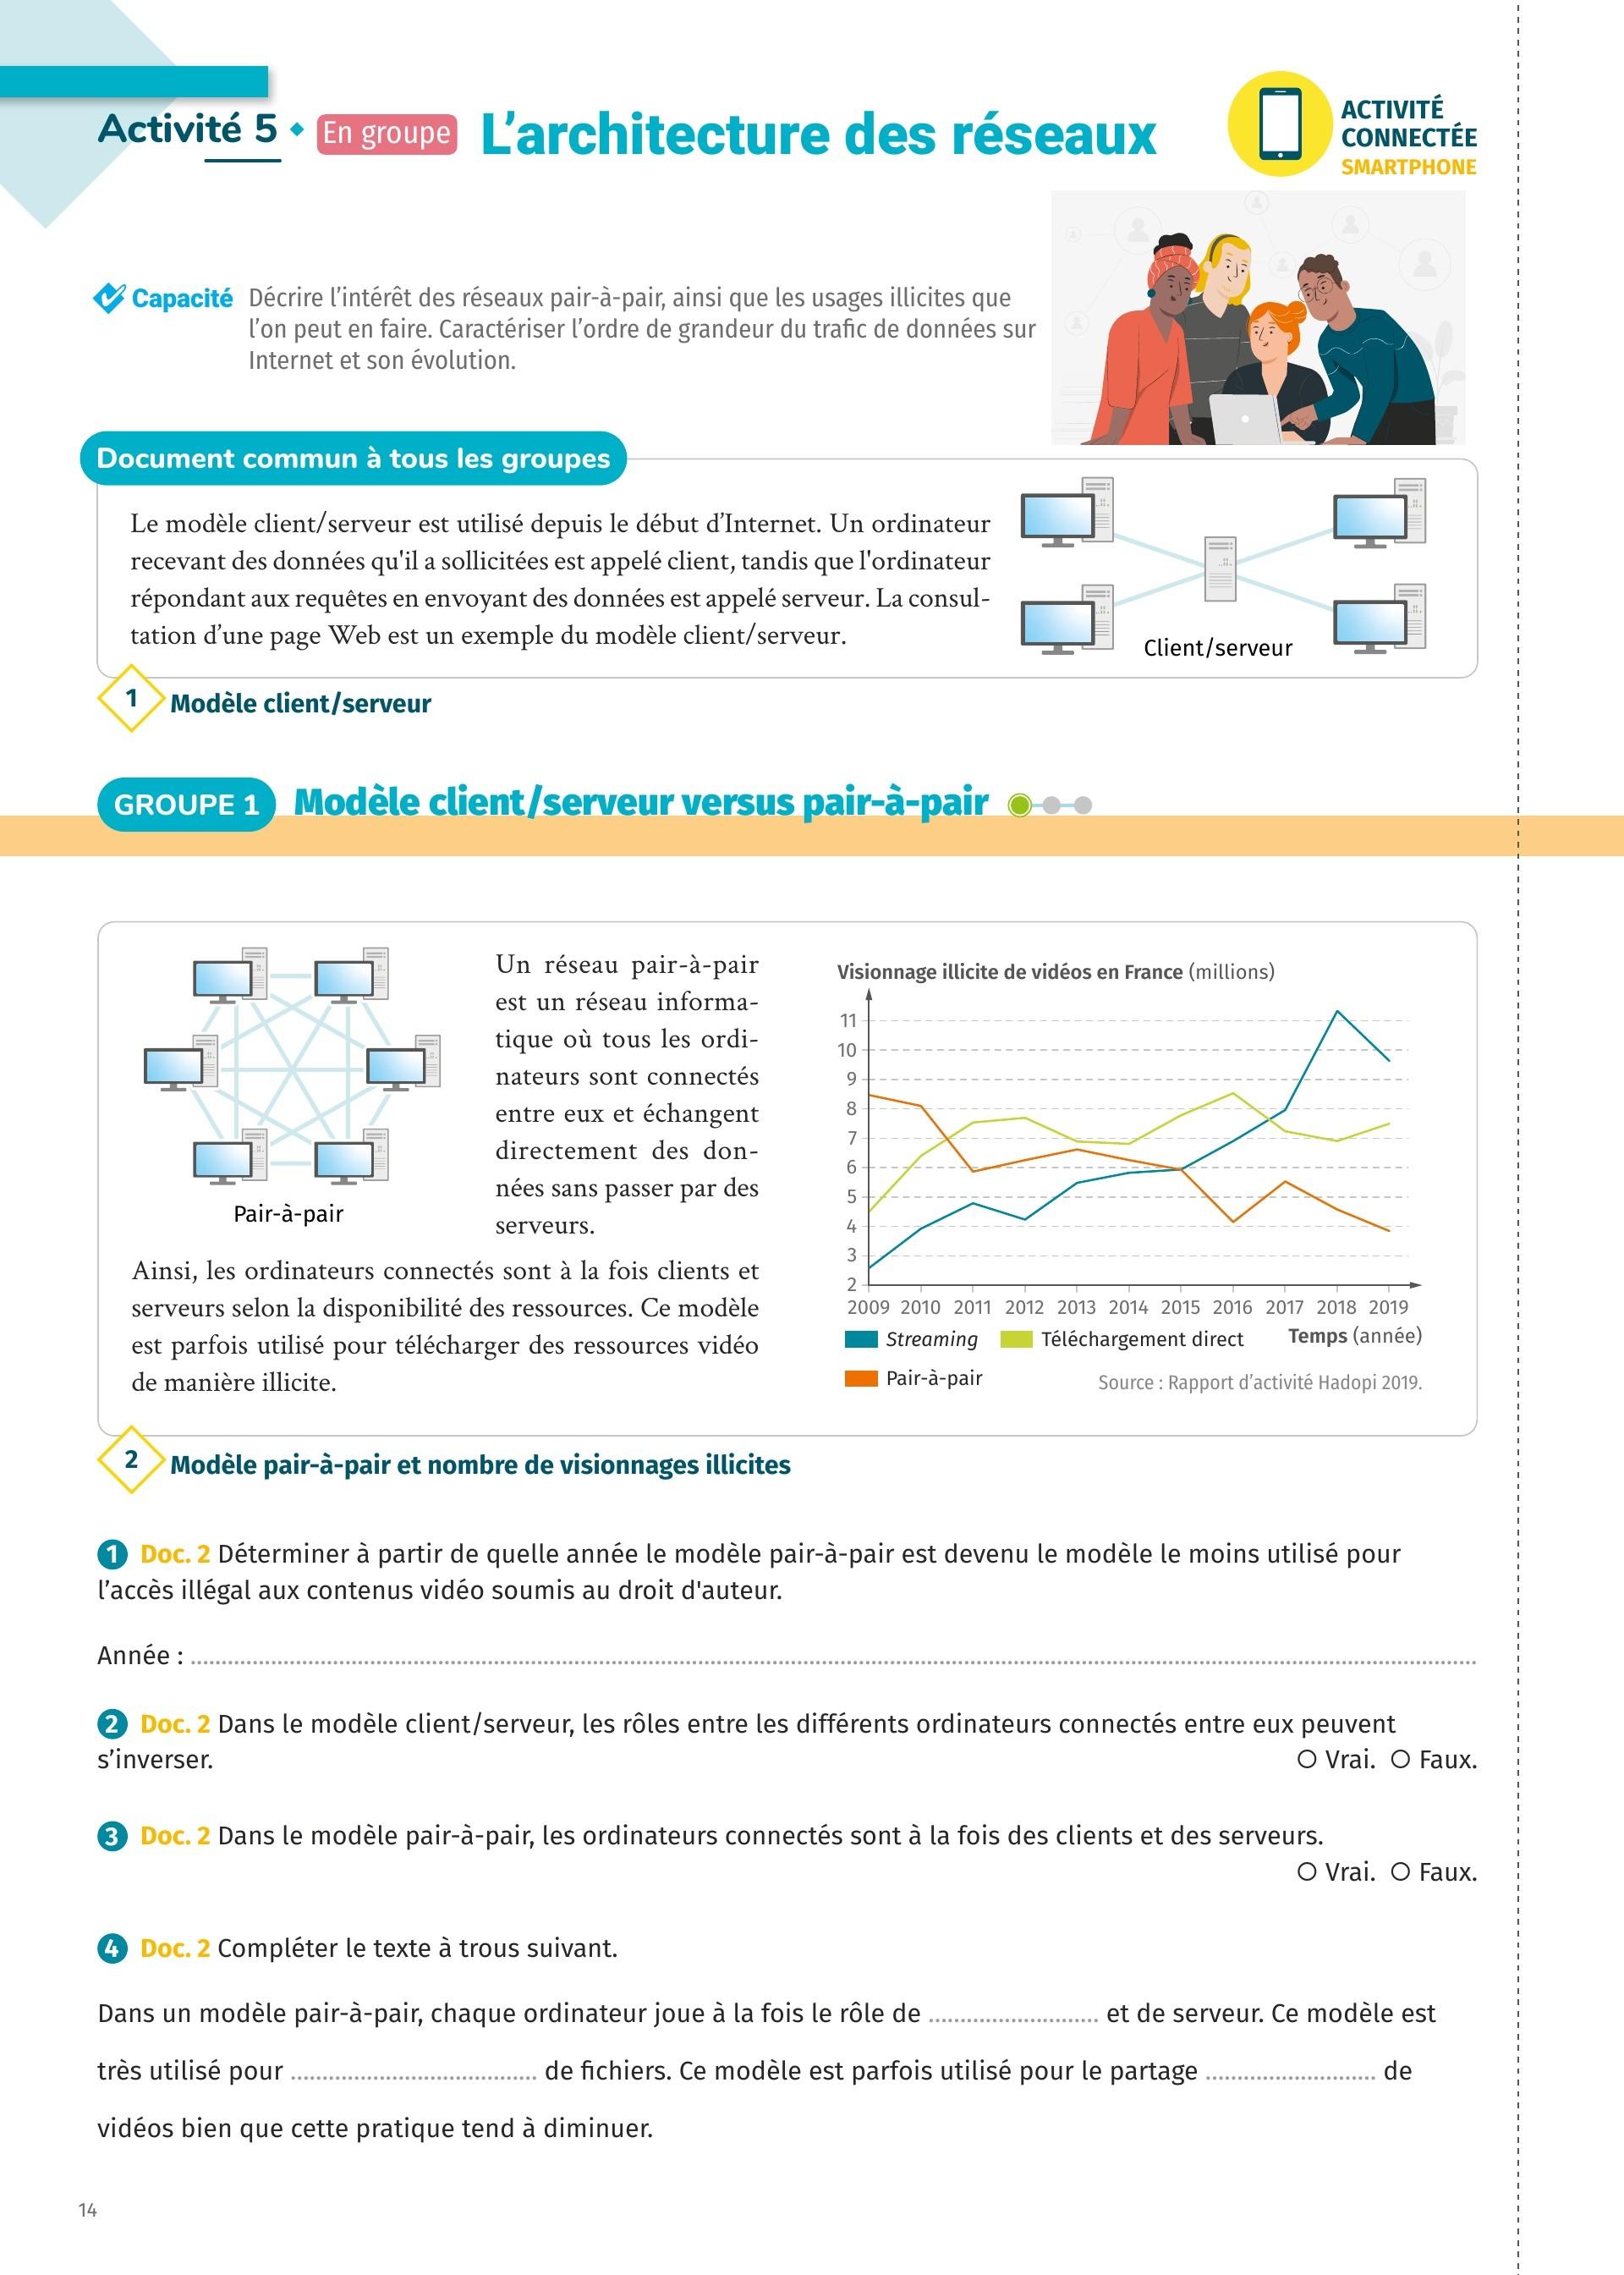 Activité 5 ◆ En groupe L’architecture des réseaux
ACTIVITÉ
CONNECTÉE
SMARTPHONE
Capacité Décrire l’intérêt des réseaux pair-à-pair, ainsi que les usages illicites que
l’on peut en faire. Caractériser l’ordre de grandeur du trafic de données sur
Internet et son évolution.
Document commun à tous les groupes
Le modèle client/serveur est utilisé depuis le début d’Internet. Un ordinateur
recevant des données qu'il a sollicitées est appelé client, tandis que l'ordinateur
répondant aux requêtes en envoyant des données est appelé serveur. La consul-
tation d’une page Web est un exemple du modèle client/serveur.
Client/serveur
1 Modèle client/serveur
GROUPE 1 Modèle client/serveur versus pair-à-pair
Pair-à-pair
Un réseau pair-à-pair
est un réseau informa-
tique où tous les ordi-
nateurs sont connectés
entre eux et échangent
directement des don-
nées sans passer par des
serveurs.
Ainsi, les ordinateurs connectés sont à la fois clients et
serveurs selon la disponibilité des ressources. Ce modèle
est parfois utilisé pour télécharger des ressources vidéo
de manière illicite.
Visionnage illicite de vidéos en France (millions)
11
10
9
8
7
6
5
4
3
2
2009 2010 2011 2012 2013 2014 2015 2016 2017 2018 2019
Streaming Téléchargement direct Temps (année)
Pair-à-pair Source : Rapport d’activité Hadopi 2019.
2 Modèle pair-à-pair et nombre de visionnages illicites
1 Doc. 2 Déterminer à partir de quelle année le modèle pair-à-pair est devenu le modèle le moins utilisé pour
l’accès illégal aux contenus vidéo soumis au droit d'auteur.
Année : ........................................................................
2 Doc. 2 Dans le modèle client/serveur, les rôles entre les différents ordinateurs connectés entre eux peuvent
s’inverser. ○ Vrai. ○ Faux.
3 Doc. 2 Dans le modèle pair-à-pair, les ordinateurs connectés sont à la fois des clients et des serveurs.
○ Vrai. ○ Faux.
4 Doc. 2 Compléter le texte à trous suivant.
Dans un modèle pair-à-pair, chaque ordinateur joue à la fois le rôle de ........................... et de serveur. Ce modèle est
très utilisé pour ....................................... de fichiers. Ce modèle est parfois utilisé pour le partage ........................... de
vidéos bien que cette pratique tend à diminuer.
14